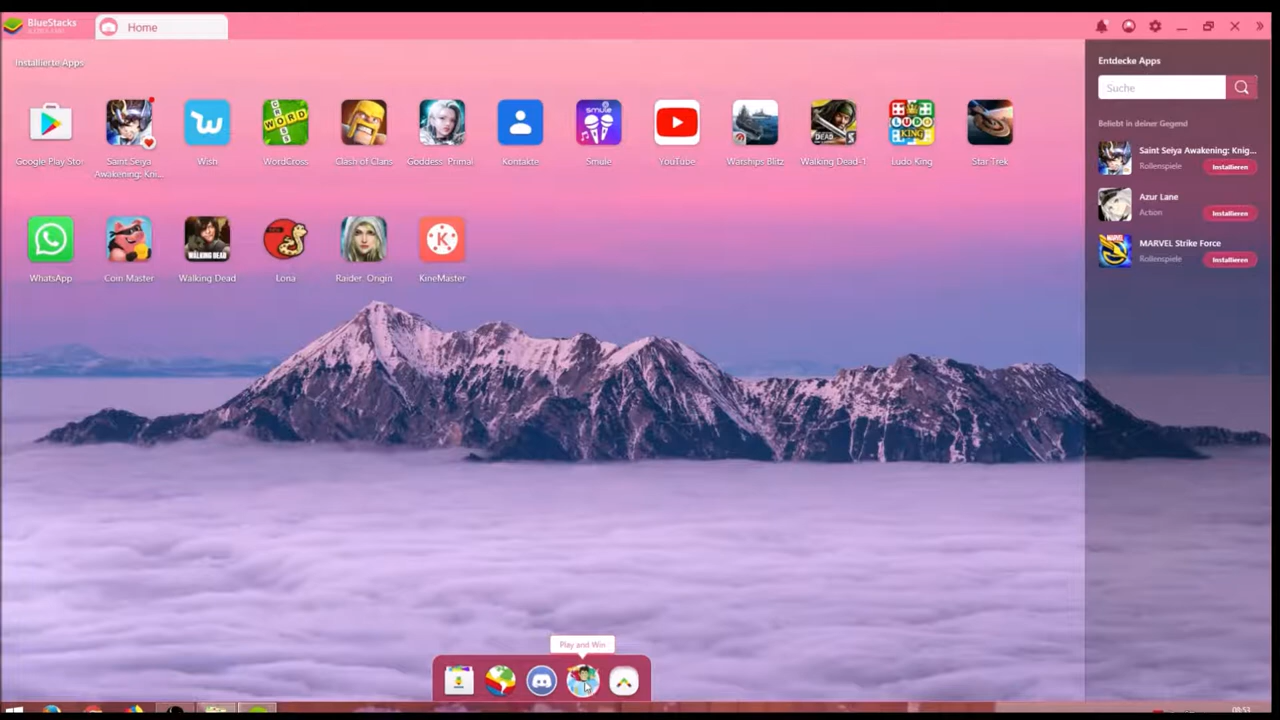 BlueStacks
Home
Installierte Apps
Entdecke Apps
Suche
Beliebt in deiner Gegend
Google Play Stor
Saint Seiya
Awakening: Kni...
Wish
WordCross
Clash of Clans
Goddess Primal
Kontakte
Smule
YouTube
Warships Blitz
Walking Dead-1
Ludo King
Star Trek
Saint Seiya Awakening: Knig...
Rollenspiele
Installieren
Azur Lane
Action
Installieren
MARVEL Strike Force
Rollenspiele
Installieren
WhatsApp
Coin Master
Walking Dead
Lona
Raider Origin
KineMaster
Play and Win
08:53